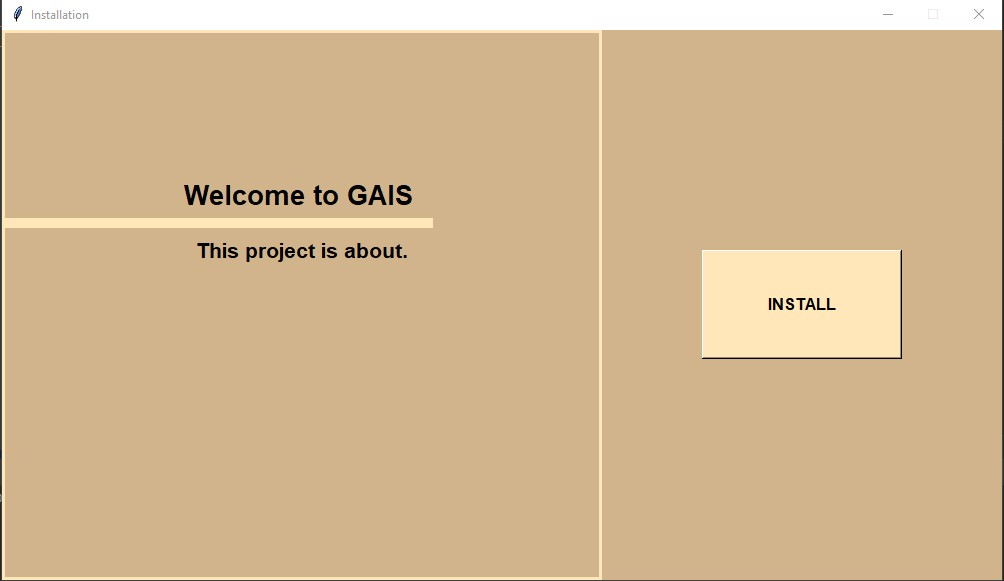 Installation
Welcome to GAIS
This project is about.
INSTALL